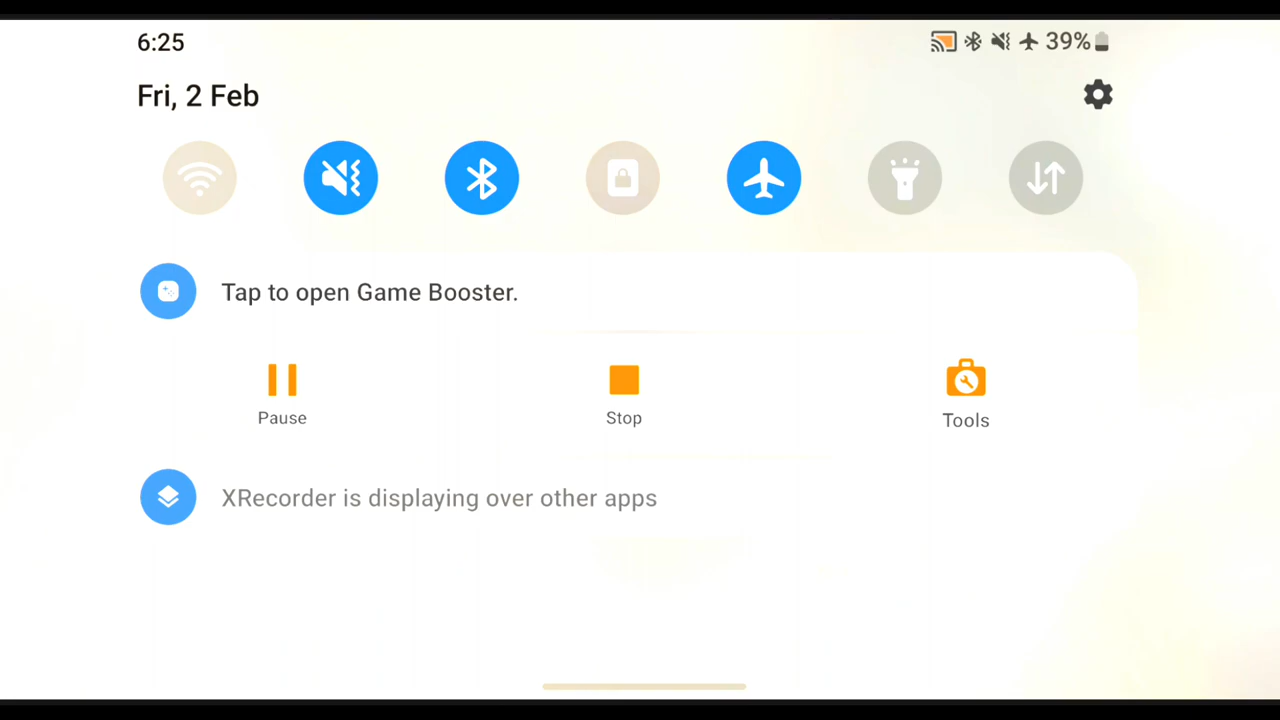 6:25
39%
Fri, 2 Feb
Tap to open Game Booster.
Pause
Stop
Tools
XRecorder is displaying over other apps